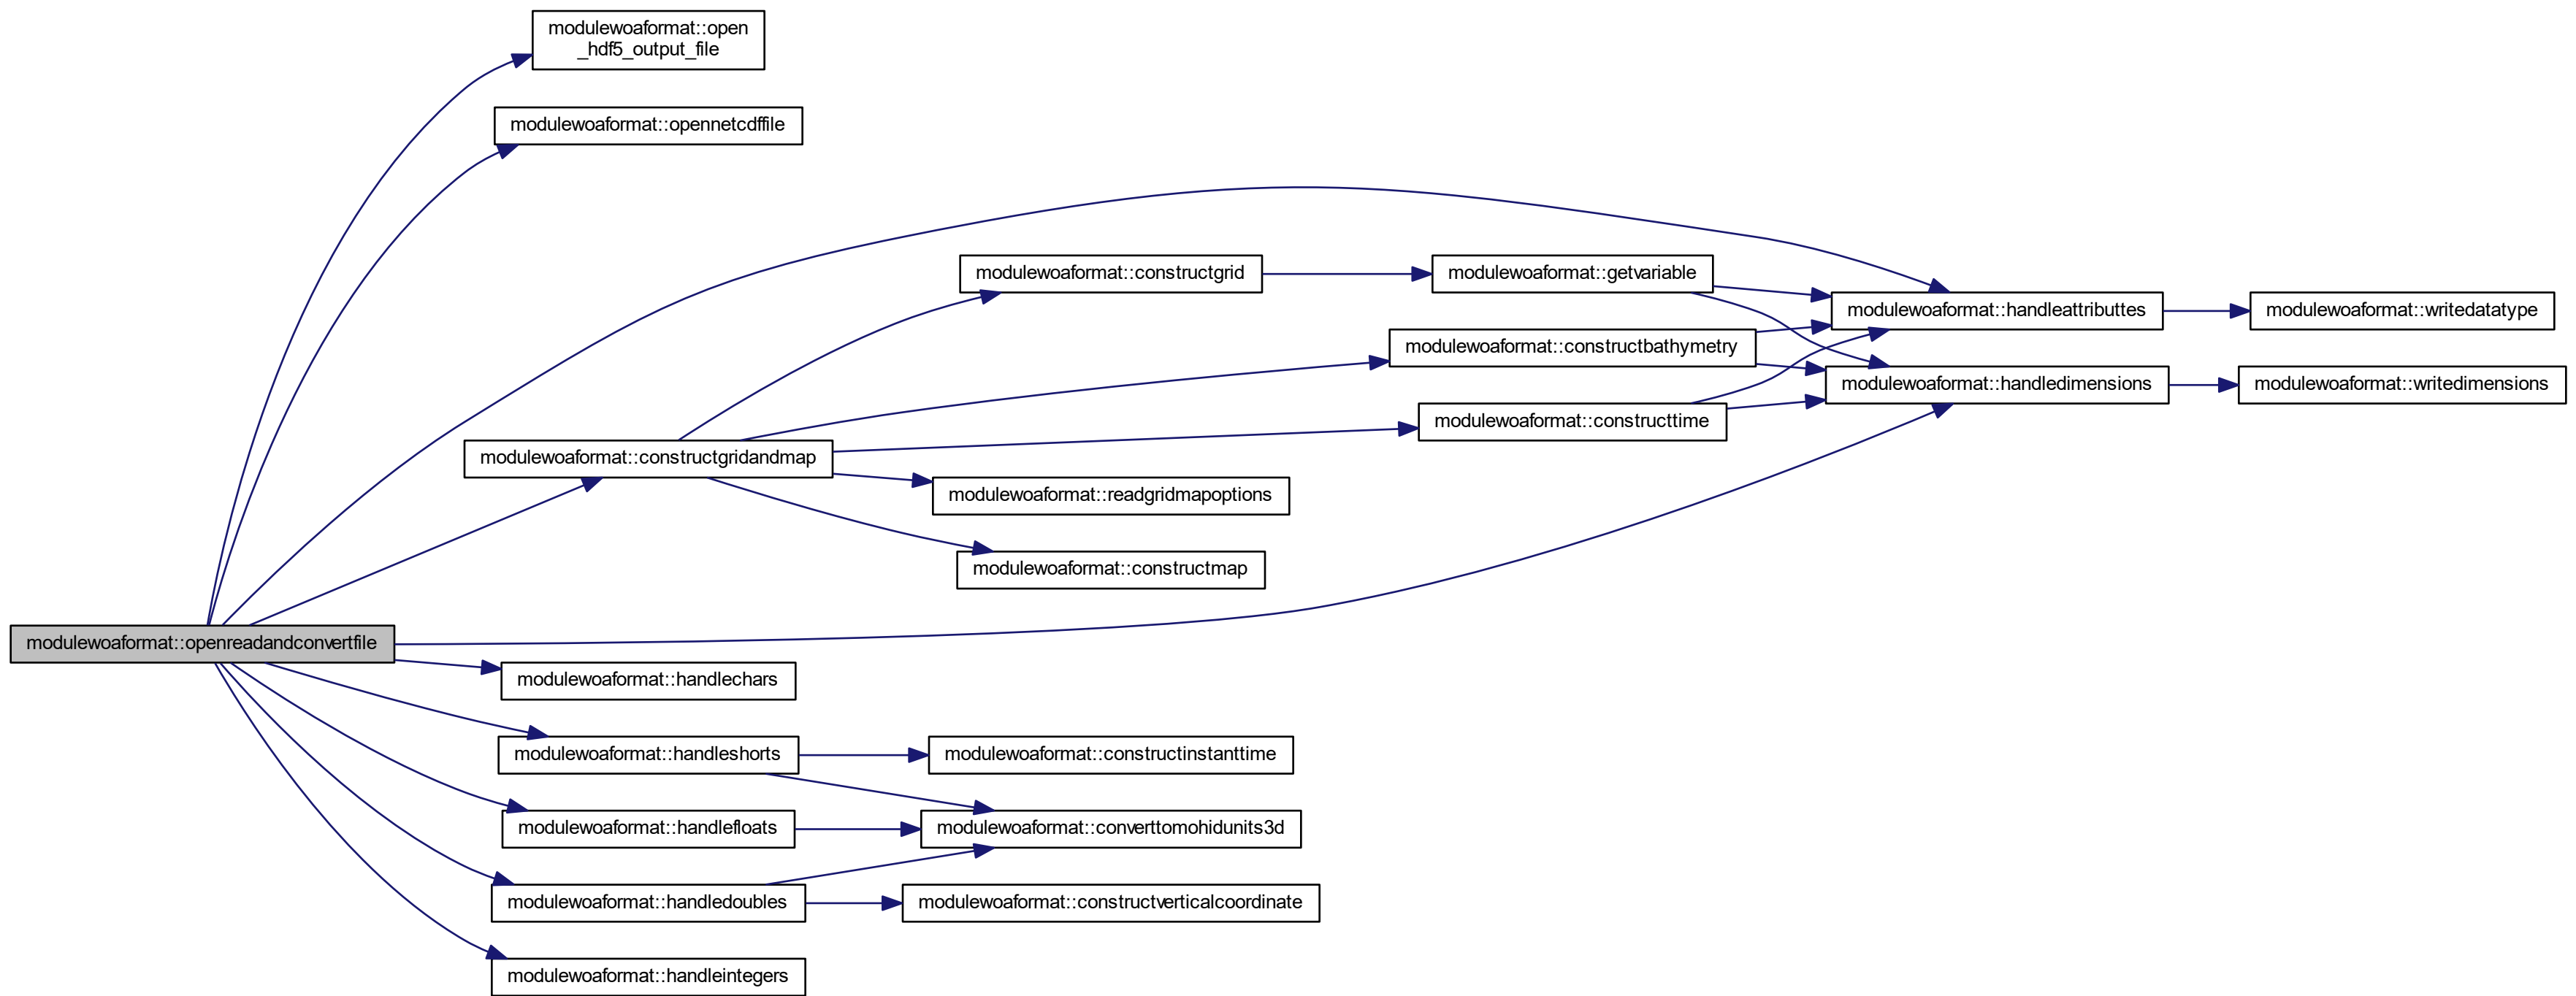 modulewoaformat::open
_hdf5_output_file
modulewoaformat::opennetcdffile
modulewoaformat::constructgrid
modulewoaformat::getvariable
modulewoaformat::handleattributtes
modulewoaformat::writedatatype
modulewoaformat::constructbathymetry
modulewoaformat::handledimensions
modulewoaformat::writedimensions
modulewoaformat::constructtime
modulewoaformat::constructgridandmap
modulewoaformat::readgridmapoptions
modulewoaformat::constructmap
modulewoaformat::openreadandconvertfile
modulewoaformat::handlechars
modulewoaformat::handleshorts
modulewoaformat::constructinstanttime
modulewoaformat::handlefloats
modulewoaformat::converttomohidunits3d
modulewoaformat::handledoubles
modulewoaformat::constructverticalcoordinate
modulewoaformat::handleintegers